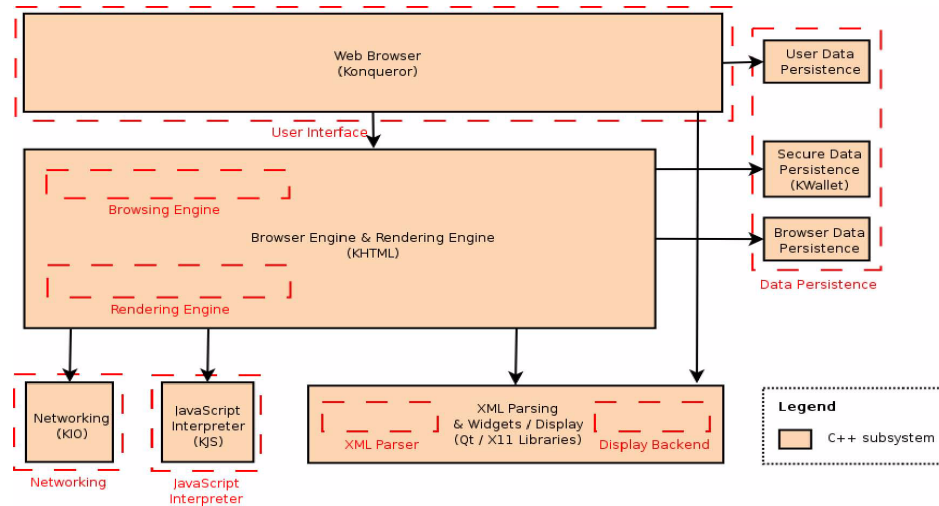 Web Browser
(Konqueror)
User Data
Persistence
User Interface
Secure Data
Persistence
(KWallet)
Browsing Engine
Browser Engine & Rendering Engine
(KHTML)
Browser Data
Persistence
Data Persistence
Rendering Engine
Networking
(KIO)
JavaScript
Interpreter
(KJS)
XML Parsing
& Widgets / Display
(Qt / X11 Libraries)
XML Parser
Display Backend
Networking
JavaScript
Interpreter
Legend
C++ subsystem